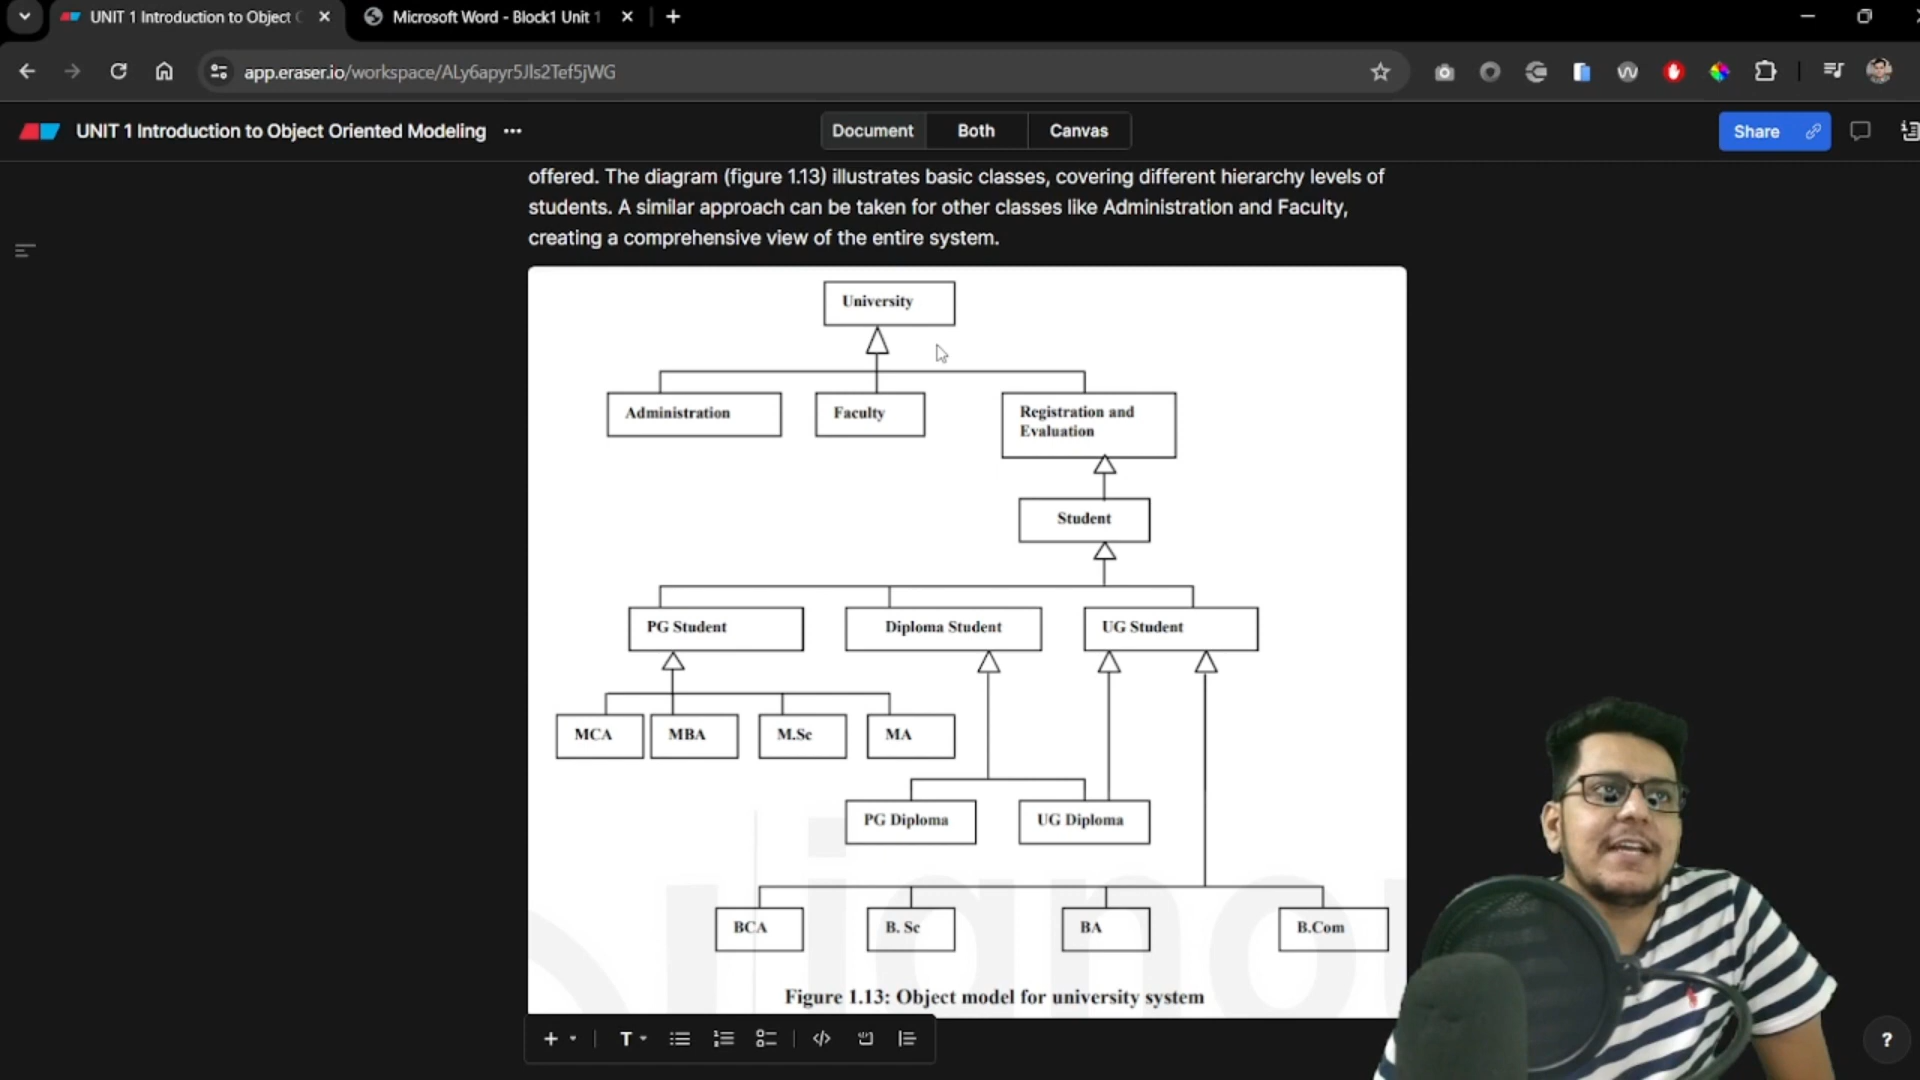 UNIT 1 Introduction to Object
Microsoft Word - Block1 Unit 1
app.eraser.io/workspace/ALy6apyr5Jls2Tef5jWG
UNIT 1 Introduction to Object Oriented Modeling
Document Both Canvas
Share
offered. The diagram (figure 1.13) illustrates basic classes, covering different hierarchy levels of
students. A similar approach can be taken for other classes like Administration and Faculty,
creating a comprehensive view of the entire system.
University
Administration Faculty Registration and
Evaluation
Student
PG Student Diploma Student UG Student
MCA MBA M.Sc MA
PG Diploma UG Diploma
BCA B. Sc BA B.Com
ignou
Figure 1.13: Object model for university system